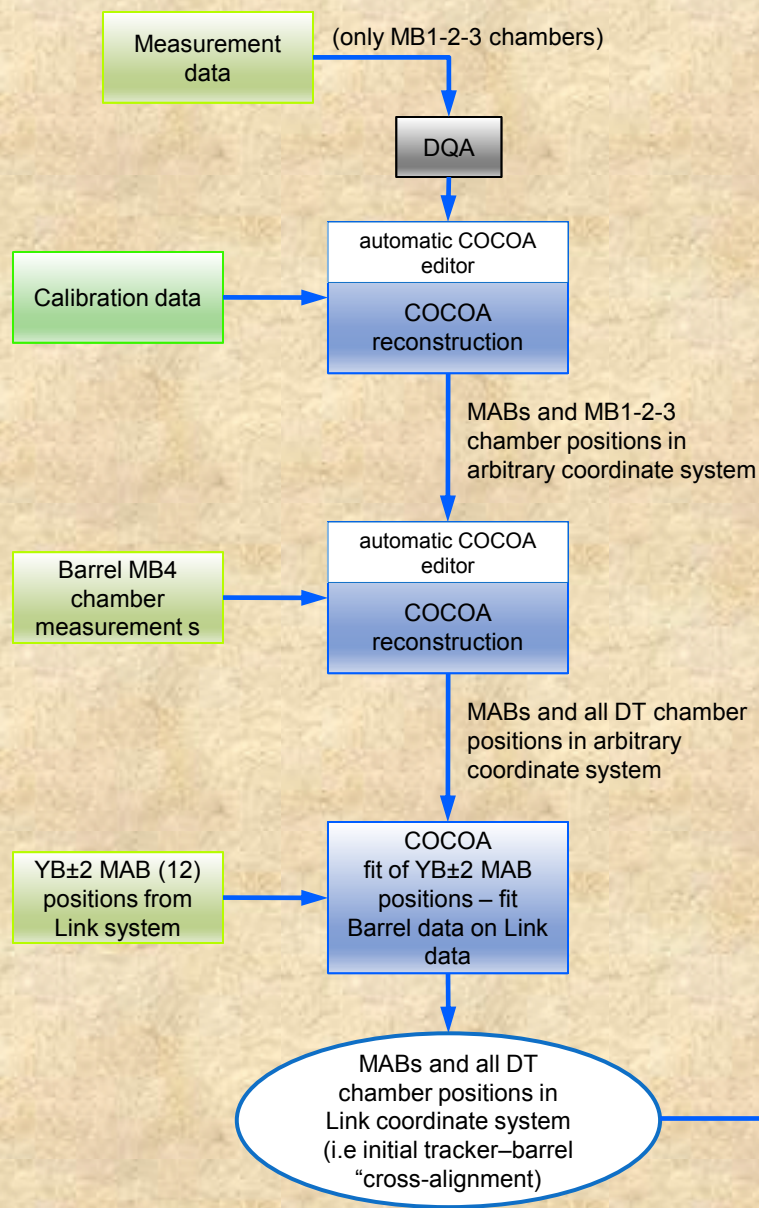 Measurement
data
(only MB1-2-3 chambers)
DQA
automatic COCOA
editor
Calibration data
COCOA
reconstruction
MABs and MB1-2-3
chamber positions in
arbitrary coordinate system
automatic COCOA
editor
Barrel MB4
chamber
measurement s
COCOA
reconstruction
MABs and all DT chamber
positions in arbitrary
coordinate system
YB±2 MAB (12)
positions from
Link system
COCOA
fit of YB±2 MAB
positions – fit
Barrel data on Link
data
MABs and all DT
chamber positions in
Link coordinate system
(i.e initial tracker–barrel
“cross-alignment)